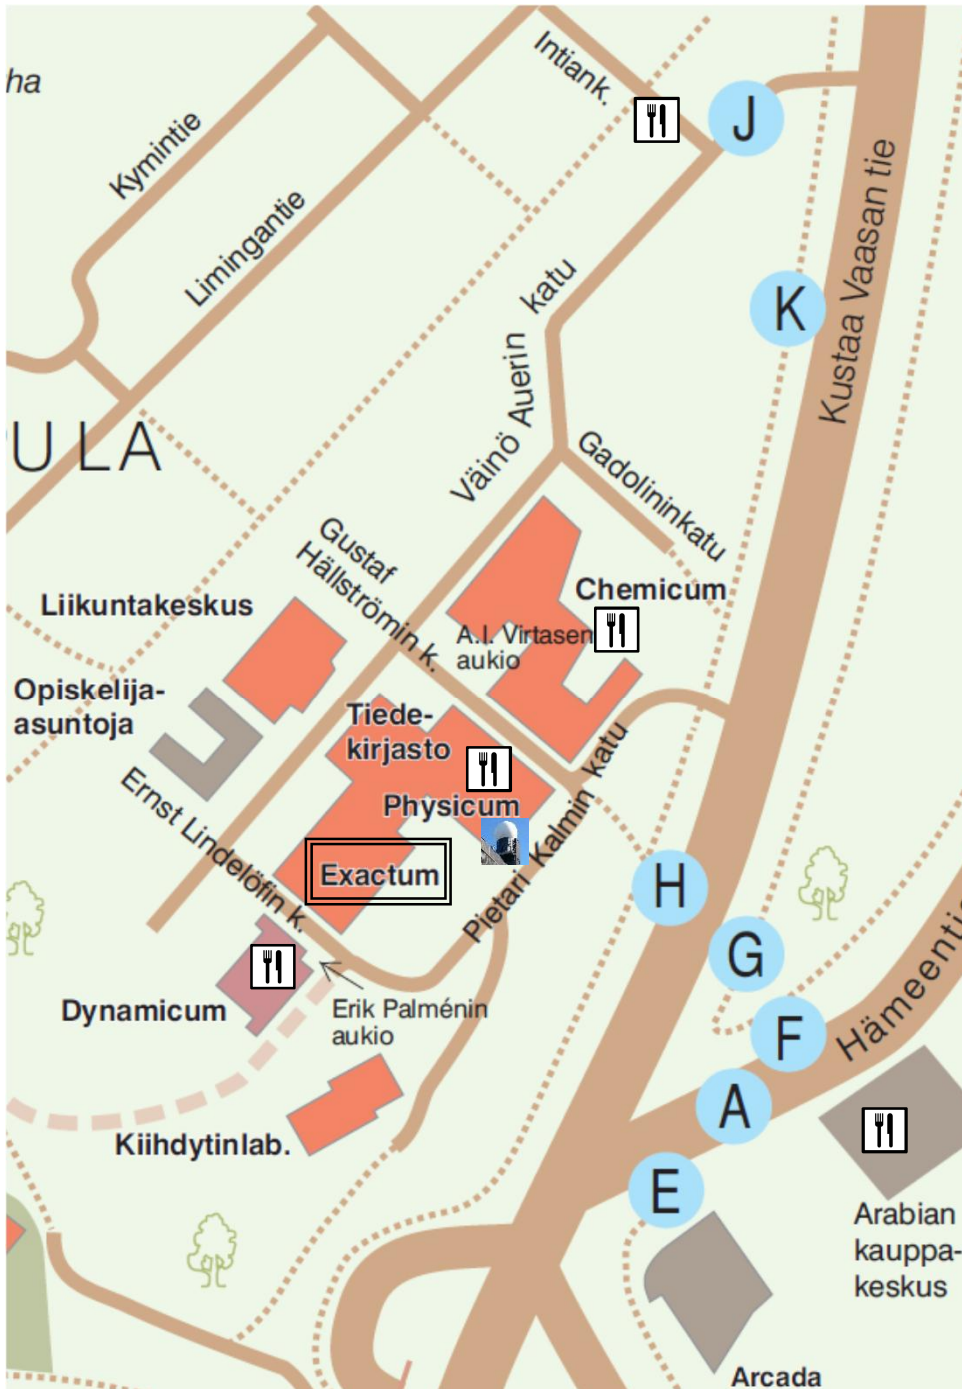 ha
Intiank.
J
Kymintie
Limingantie
Kustaa Vaasan tie
K
Väinö Auerin katu
ULA
Gadolininkatu
Gustaf
Hällströmin k.
Chemicum
Liikuntakeskus
A.I. Virtasen
aukio
Opiskelija-
asuntoja
Tiede-
kirjasto
Physicum
Ernst Lindelöfin k.
Pietari Kalmin katu
Exactum
H
G
Hämeentie
Dynamicum
Erik Palménin
aukio
F
A
Kiihdytinlab.
E
Arabian
kauppa-
keskus
Arcada